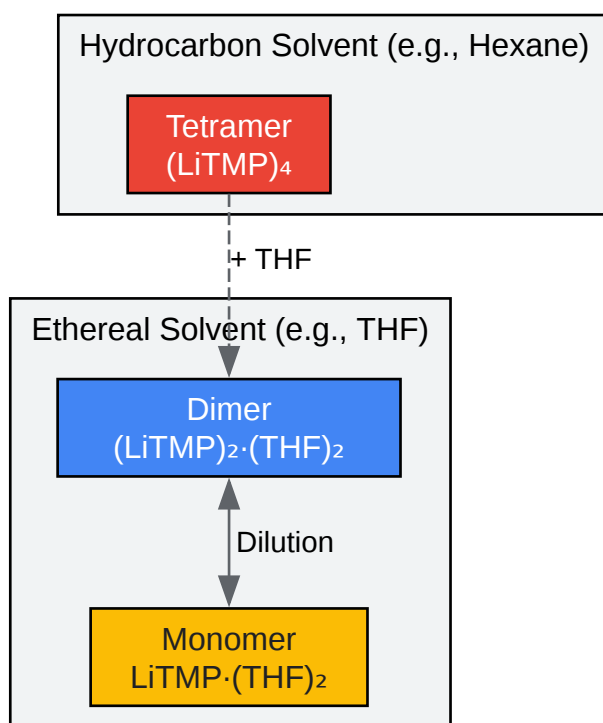 Hydrocarbon Solvent (e.g., Hexane)
Tetramer
(LiTMP)₄
+ THF
Ethereal Solvent (e.g., THF)
Dimer
(LiTMP)₂·(THF)₂
Dilution
Monomer
LiTMP·(THF)₂